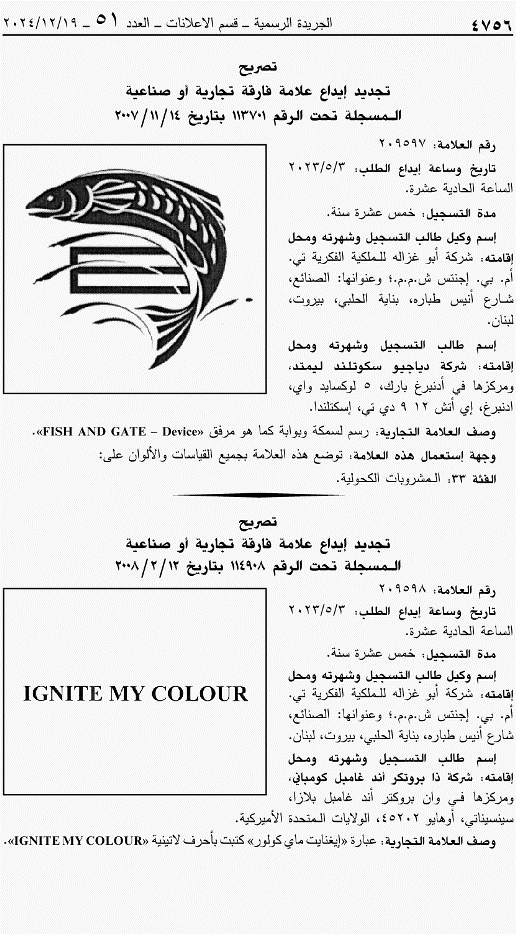 ٤٧٥٦ الجريدة الرسمية – قسم الاعلانات – العدد ٥١ – ٢٠٢٤/١٢/١٩
تصريح
تجديد إيداع علامة فارقة تجارية أو صناعية
المسجلة تحت الرقم ١١٣٧٠١ بتاريخ ٢٠٠٧/١١/١٤
رقم العلامة: ٢٠٩٥٩٧
تاريخ وساعة إيداع الطلب: ٢٠٢٣/٥/٣
الساعة الحادية عشرة.
مدة التسجيل: خمس عشرة سنة.
إسم وكيل طالب التسجيل وشهرته ومحل
إقامته: شركة أبو غزاله للملكية الفكرية تي.
أم. بي. إجنتس ش.م.م.؛ وعنوانها: الصنائع،
شارع أنيس طباره، بناية الحلبي، بيروت،
لبنان.
إسم طالب التسجيل وشهرته ومحل
إقامته: شركة دياجيو سكوتلند ليمتد،
ومركزها في أدنبرغ بارك، ٥ لوكسايد واي،
ادنبرغ، إي أتش ١٢ ٩ دي تي، إسكتلندا.
وصف العلامة التجارية: رسم لسمكة وبوابة كما هو مرفق «FISH AND GATE – Device».
وجهة إستعمال هذه العلامة: توضع هذه العلامة بجميع القياسات والألوان على:
الفئة ٣٣: المشروبات الكحولية.
تصريح
تجديد إيداع علامة فارقة تجارية أو صناعية
المسجلة تحت الرقم ١١٤٩٠٨ بتاريخ ٢٠٠٨/٢/١٢
رقم العلامة: ٢٠٩٥٩٨
تاريخ وساعة إيداع الطلب: ٢٠٢٣/٥/٣
الساعة الحادية عشرة.
مدة التسجيل: خمس عشرة سنة.
إسم وكيل طالب التسجيل وشهرته ومحل
إقامته: شركة أبو غزاله للملكية الفكرية تي.
أم. بي. إجنتس ش.م.م.؛ وعنوانها: الصنائع،
شارع أنيس طباره، بناية الحلبي، بيروت، لبنان.
إسم طالب التسجيل وشهرته ومحل
إقامته: شركة ذا بروتكر أند غامبل كومباني،
ومركزها في وان بروكتر أند غامبل بلازا،
سينسيناتي، أوهايو ٤٥٢٠٢، الولايات المتحدة الأميركية.
IGNITE MY COLOUR
وصف العلامة التجارية: عبارة «إيغنايت ماي كولور» كتبت بأحرف لاتينية «IGNITE MY COLOUR».